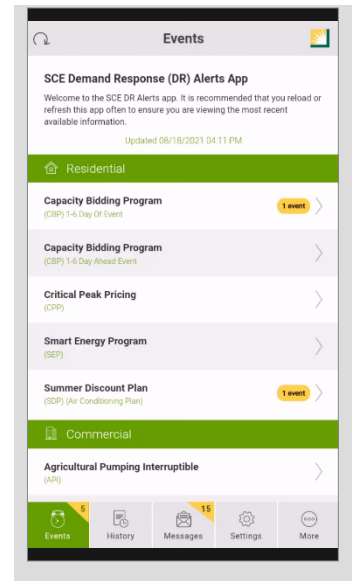 Events
SCE Demand Response (DR) Alerts App
Welcome to the SCE DR Alerts app. It is recommended that you reload or
refresh this app often to ensure you are viewing the most recent
available information.
Updated 08/18/2021 04:11 PM
Residential
Capacity Bidding Program
(CBP) 1-6 Day Of Event
1 event
Capacity Bidding Program
(CBP) 1-6 Day Ahead Event
Critical Peak Pricing
(CPP)
Smart Energy Program
(SEP)
Summer Discount Plan
(SDP) (Air Conditioning Plan)
1 event
Commercial
Agricultural Pumping Interruptible
(API)
5
15
Events
History
Messages
Settings
More